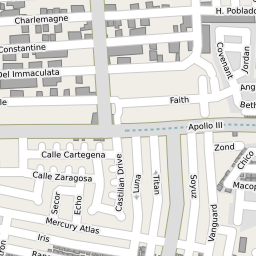 Charlemagne
H. Poblado
Constantine
Covenant
Jordan
Del Immaculata
Faith
Apollo III
Zond
Calle Cartegena
Calle Zaragosa
Castillan Drive
Luna
Titan
Soyuz
Chico
Secor
Echo
Mercury Atlas
Vanguard
Iris